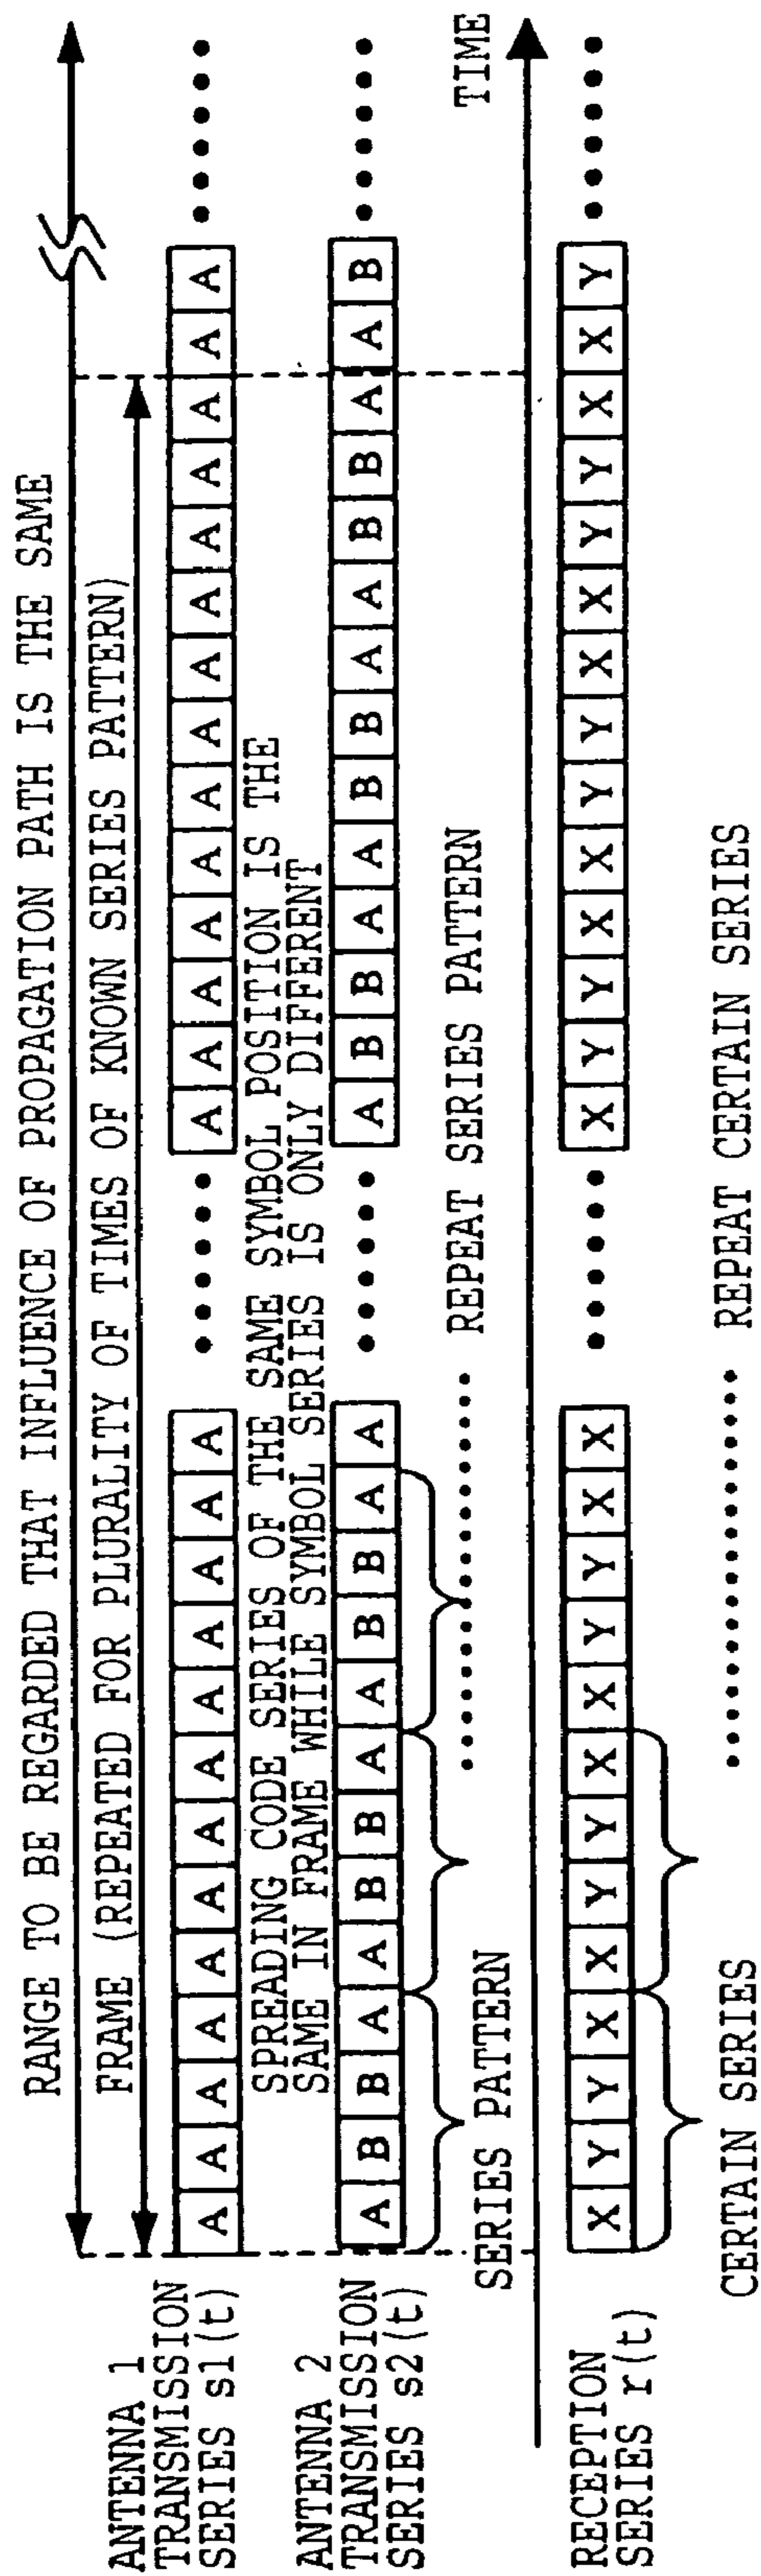 RANGE TO BE REGARDED THAT INFLUENCE OF PROPAGATION PATH IS THE SAME
FRAME (REPEATED FOR PLURALITY OF TIMES OF KNOWN SERIES PATTERN)
ANTENNA 1
TRANSMISSION
SERIES s1(t)
A A A A A A A A A A A A A ...... A A A A A A A A A A A A A A ......
SPREADING CODE SERIES OF THE SAME SYMBOL POSITION IS THE
SAME IN FRAME WHILE SYMBOL SERIES IS ONLY DIFFERENT
ANTENNA 2
TRANSMISSION
SERIES s2(t)
A B B A A B B A A B B A A ...... A B B A A B B A A B B A A B ......
SERIES PATTERN
REPEAT SERIES PATTERN
TIME
RECEPTION
SERIES r(t)
X Y Y X X Y Y X X Y Y X X ...... X Y Y X X Y Y X X Y Y X X Y ......
CERTAIN SERIES
REPEAT CERTAIN SERIES